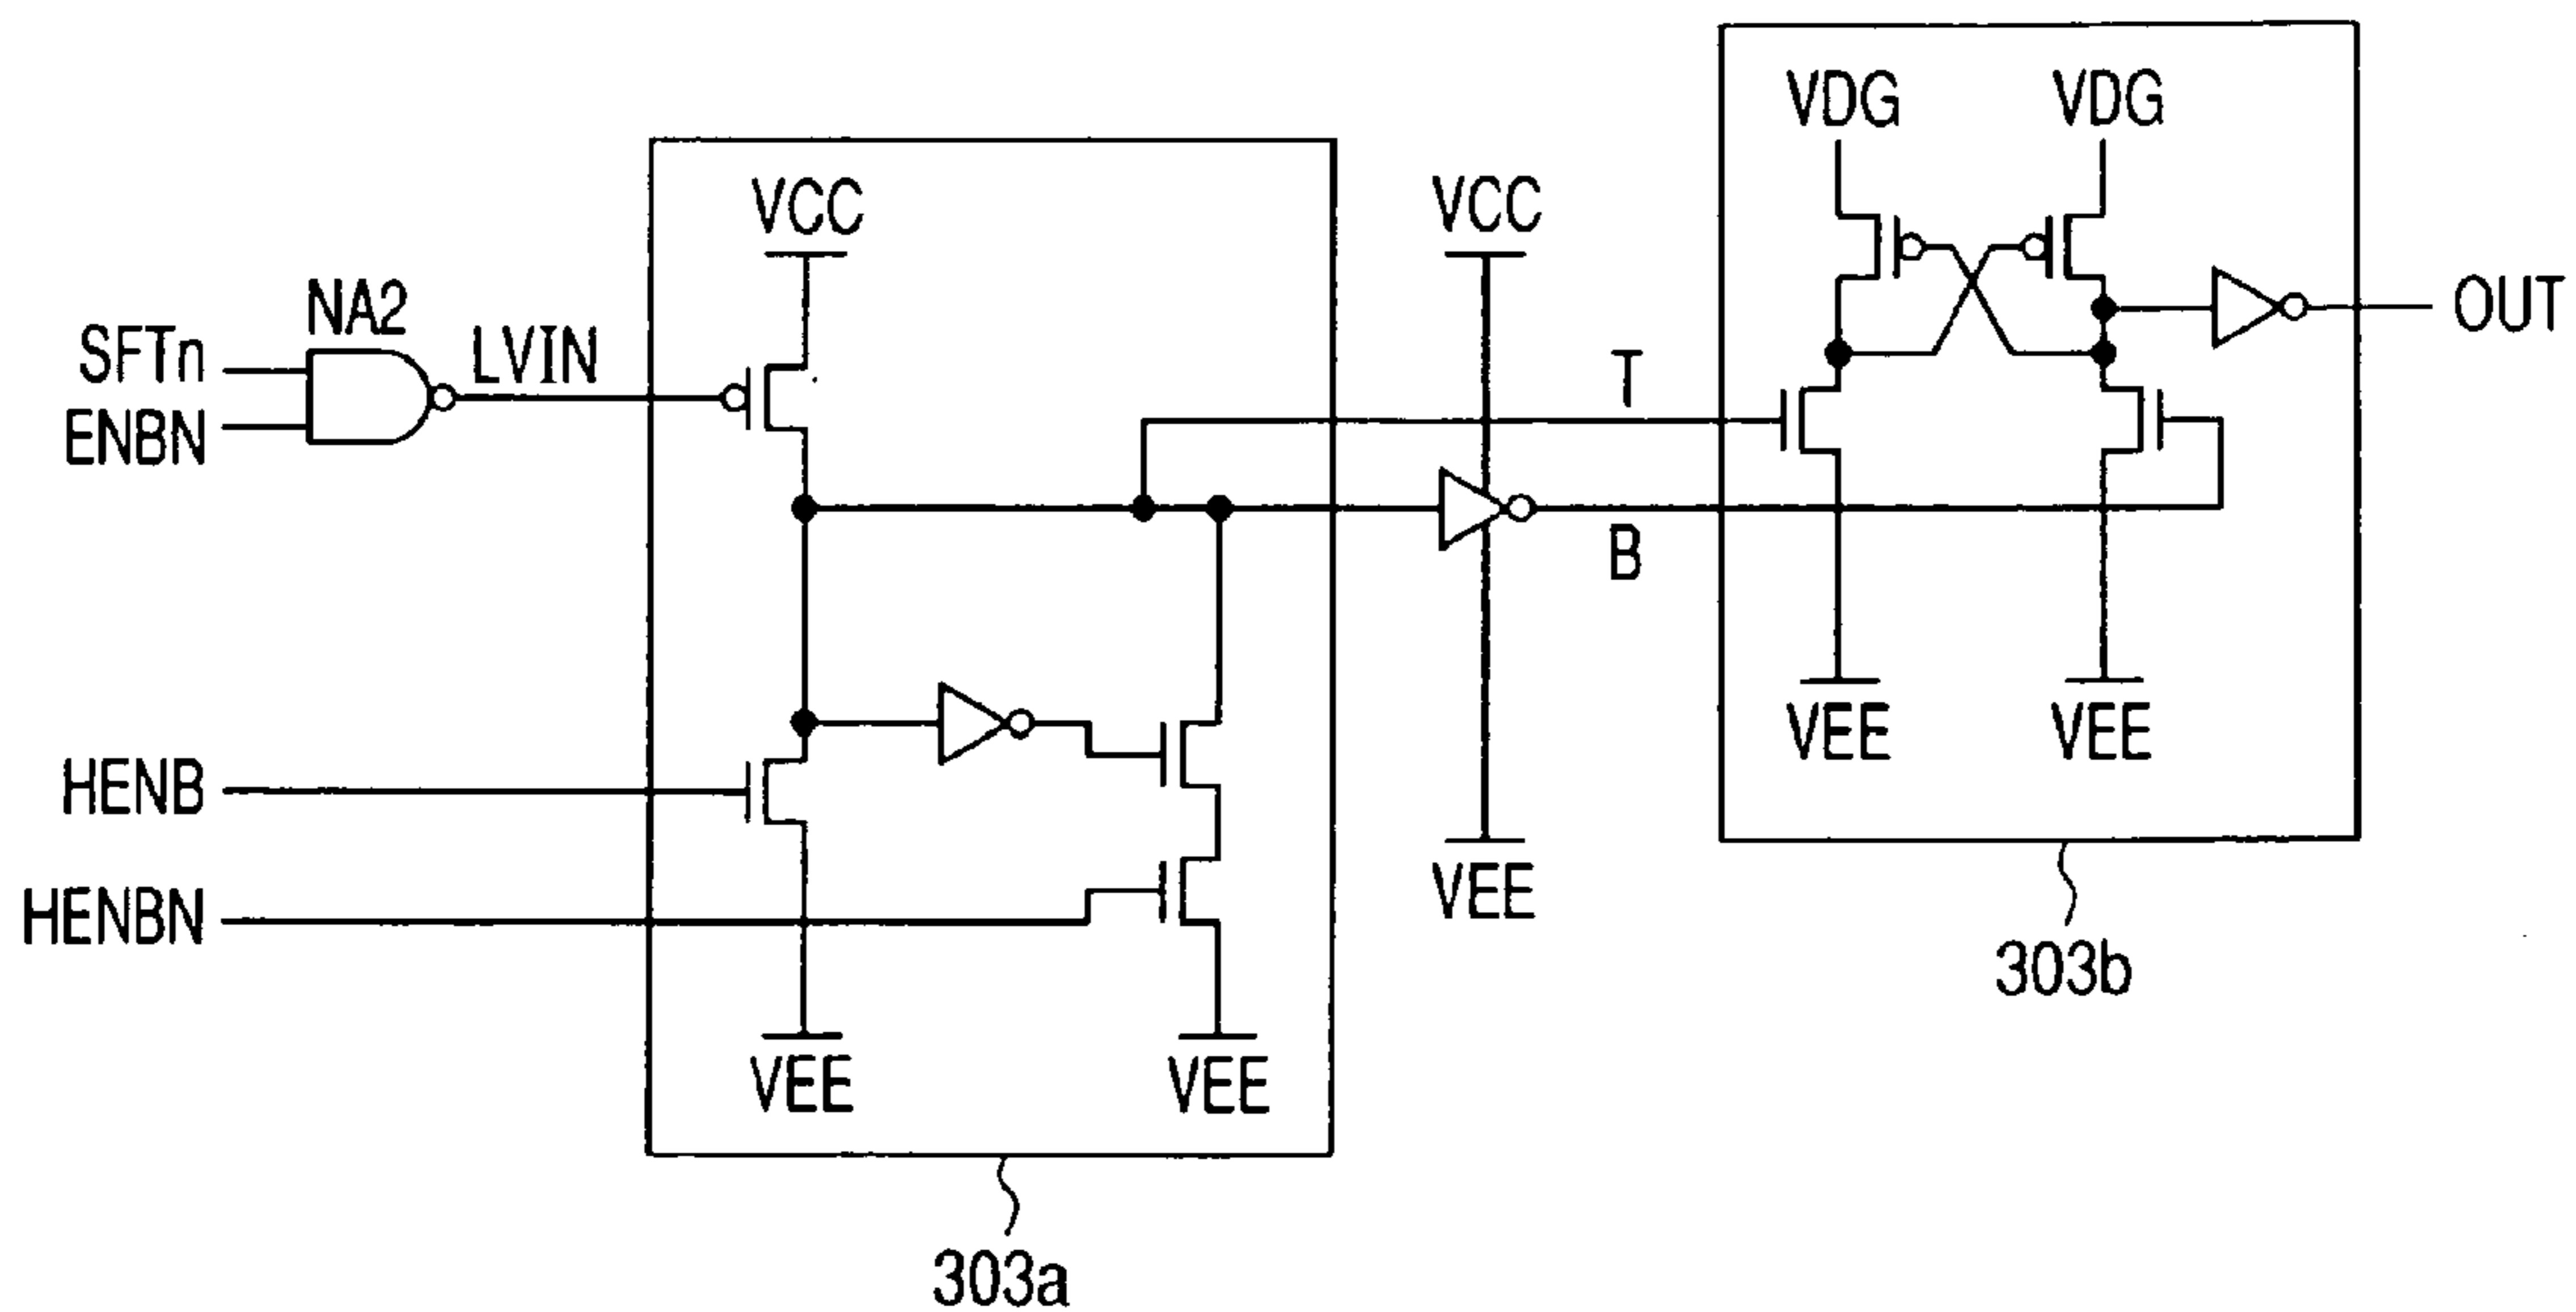 VDG
VDG
VCC
VCC
NA2
SFTn
LVIN
OUT
T
ENBN
B
VEE
VEE
HENB
VEE
HENBN
303b
VEE
VEE
303a